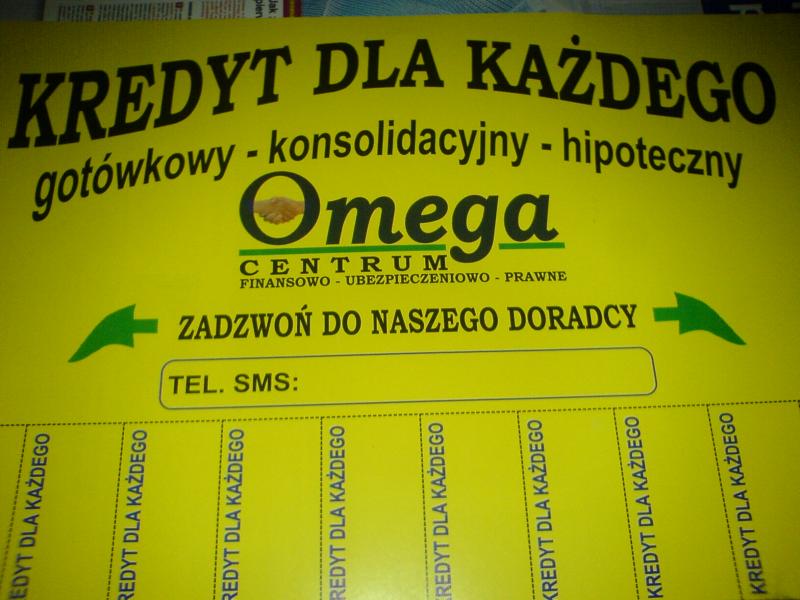 KREDYT DLA KAŻDEGO
gotówkowy - konsolidacyjny - hipoteczny
Omega
CENTRUM
FINANSOWO - UBEZPIECZENIOWO - PRAWNE
ZADZWOŃ DO NASZEGO DORADCY
TEL. SMS:
KREDYT DLA KAŻDEGO
KREDYT DLA KAŻDEGO
KREDYT DLA KAŻDEGO
KREDYT DLA KAŻDEGO
KREDYT DLA KAŻDEGO
KREDYT DLA KAŻDEGO
KREDYT DLA KAŻDEGO
KREDYT DLA KAŻDEGO